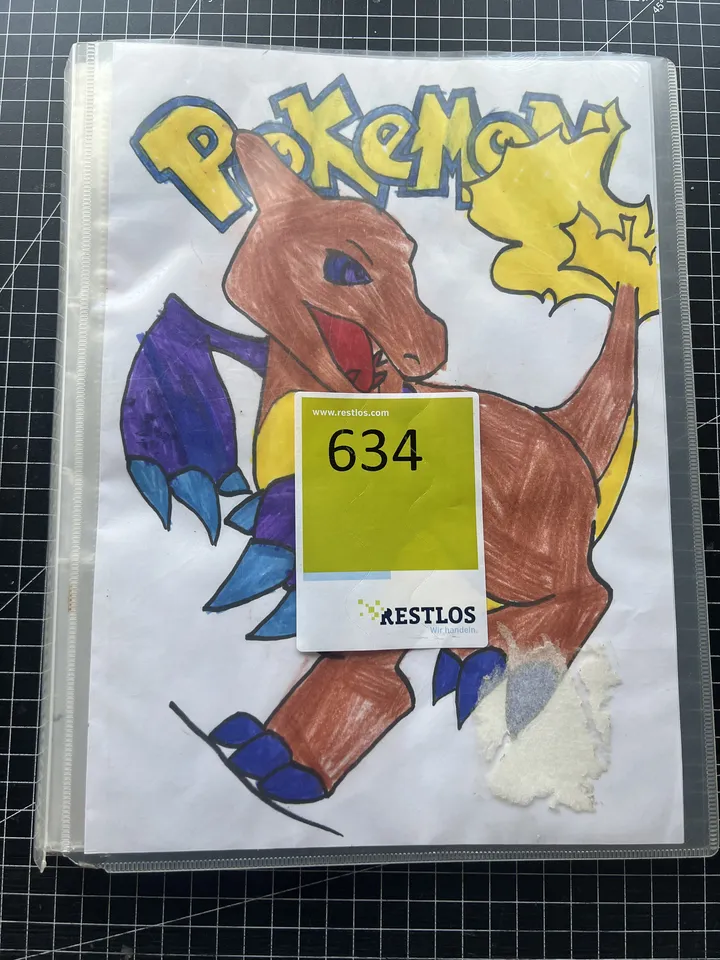 PoKeMoN
www.restlos.com
634
RESTLOS
Wir handeln.